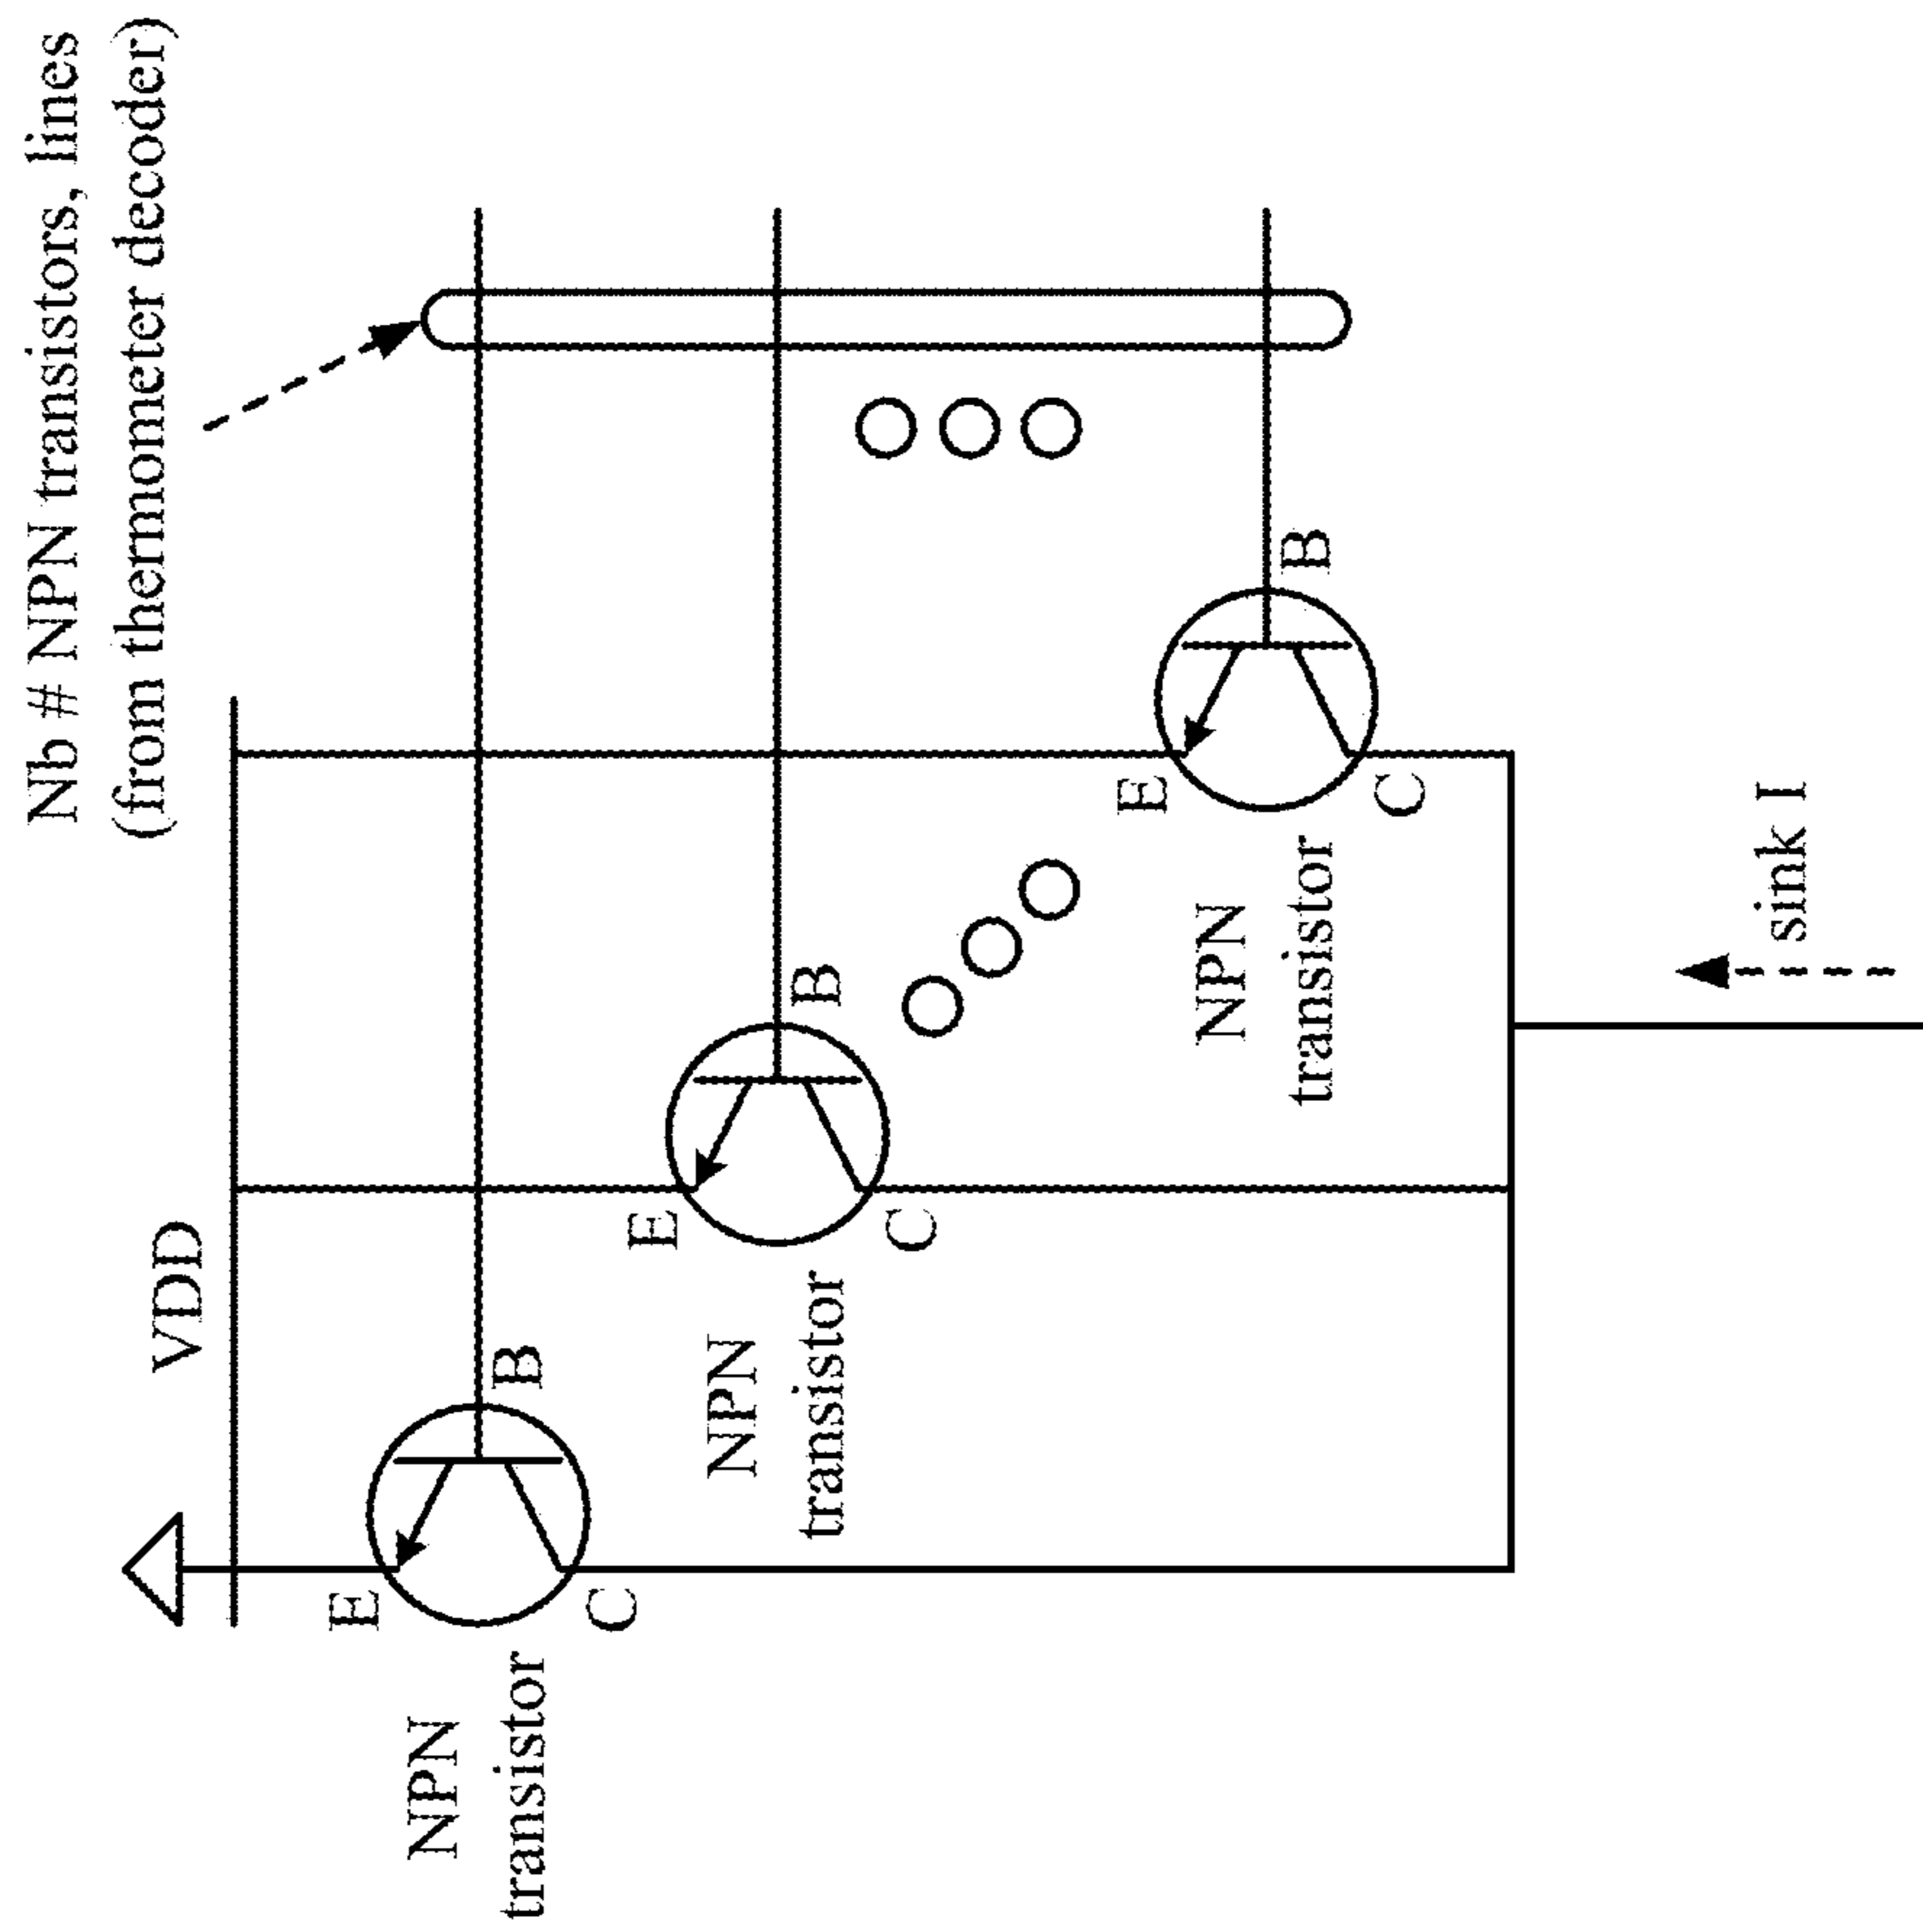 Nb # NPN transistors, lines
(from thermometer decoder)
VDD
E
NPN
transistor
B
C
E
NPN
transistor
B
C
E
NPN
transistor
B
C
sink I